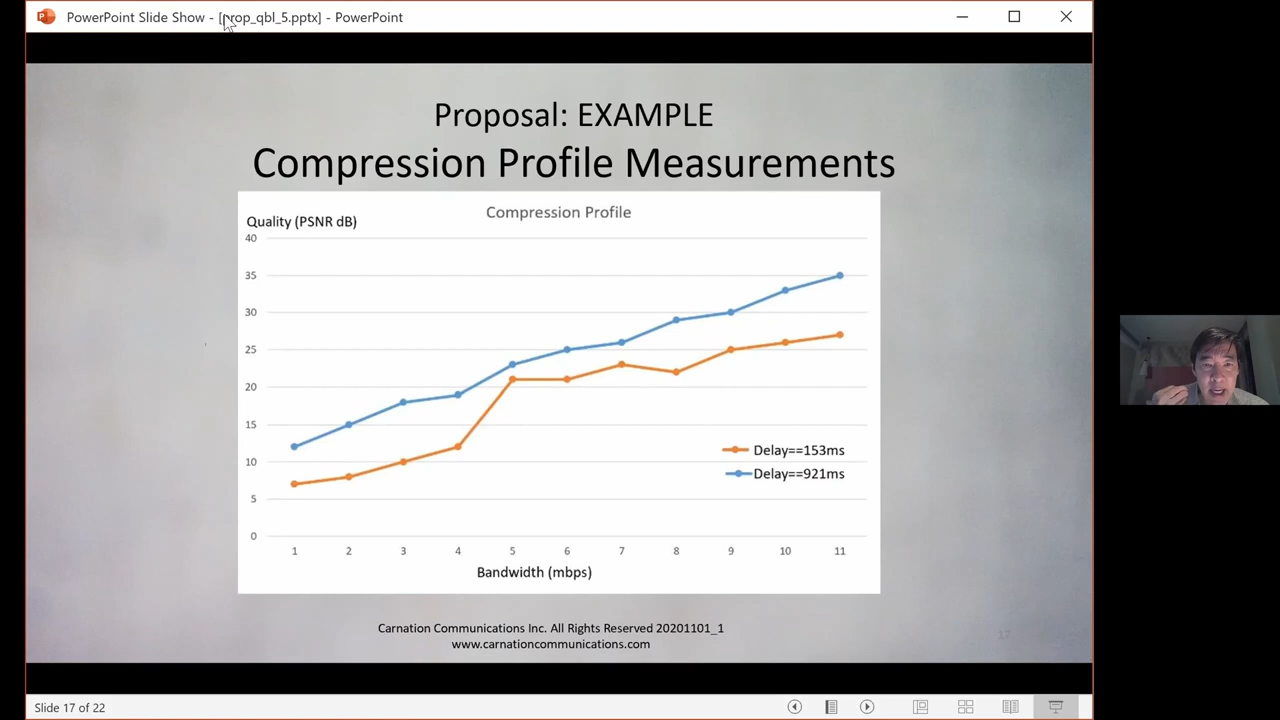 PowerPoint Slide Show - [prop_qbl_5.pptx] - PowerPoint
Proposal: EXAMPLE
Compression Profile Measurements
Compression Profile
Quality (PSNR dB)
40
35
30
25
20
15
10
5
0
Delay==153ms
Delay==921ms
1 2 3 4 5 6 7 8 9 10 11
Bandwidth (mbps)
Carnation Communications Inc. All Rights Reserved 20201101_1
www.carnationcommunications.com
17
Slide 17 of 22